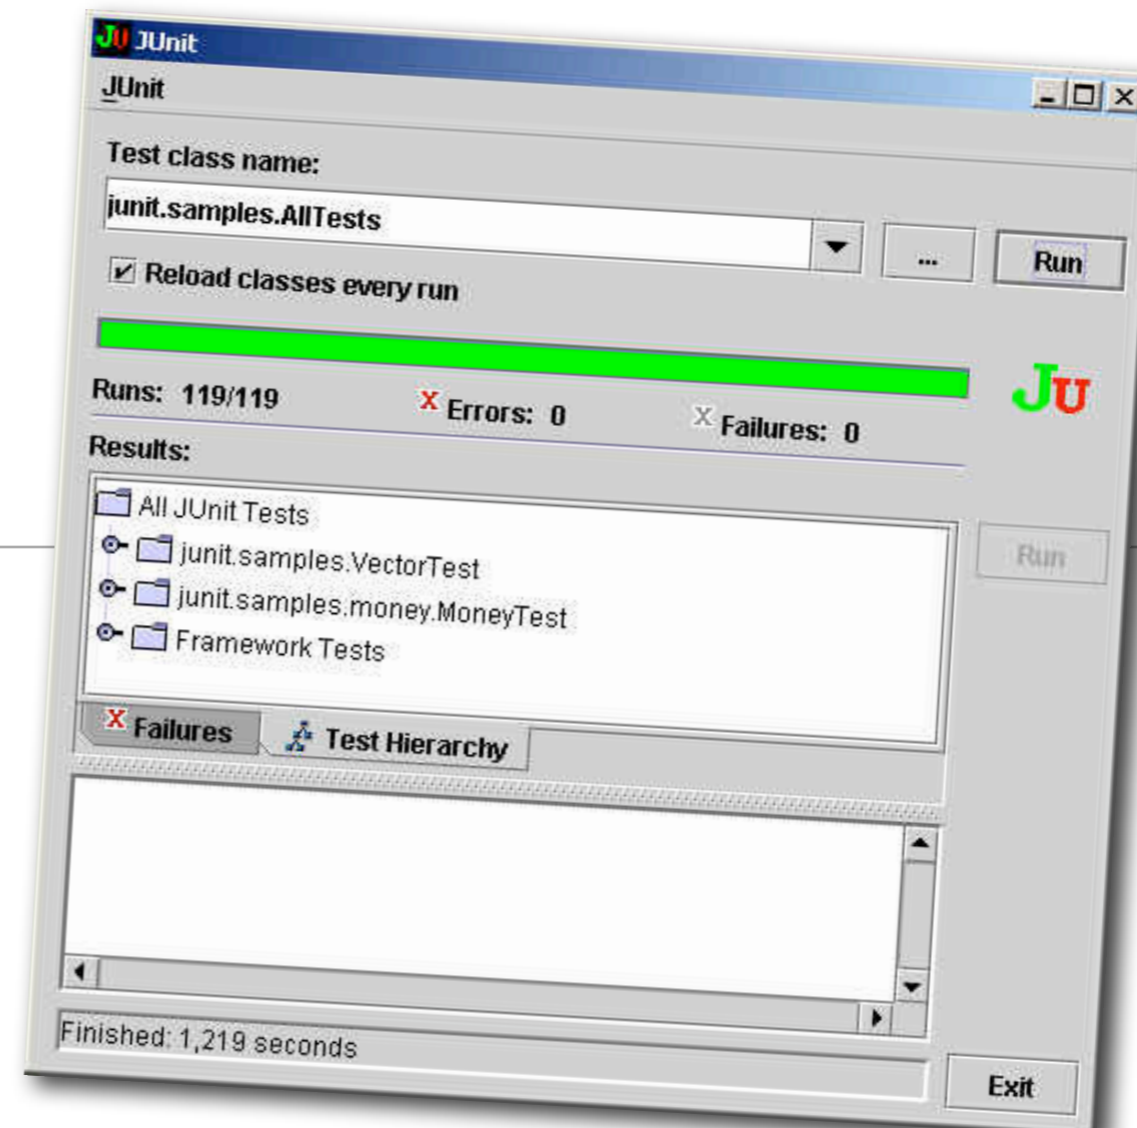 JU JUnit
JUnit
Test class name:
junit.samples.AllTests
... Run
Reload classes every run
JU
Runs: 119/119 X Errors: 0 X Failures: 0
Results:
All JUnit Tests
junit.samples.VectorTest
Run
junit.samples.money.MoneyTest
Framework Tests
X Failures Test Hierarchy
Finished: 1,219 seconds
Exit